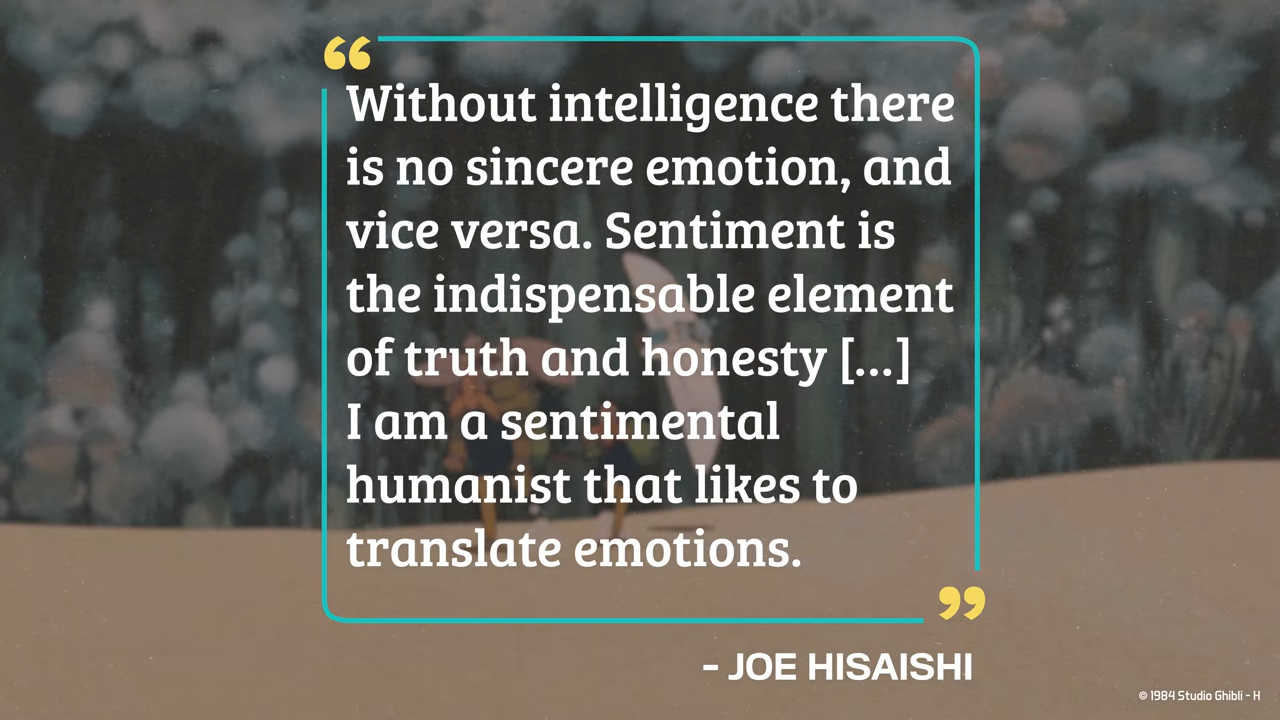 “
Without intelligence there
is no sincere emotion, and
vice versa. Sentiment is
the indispensable element
of truth and honesty [...]
I am a sentimental
humanist that likes to
translate emotions.
”
- JOE HISAISHI
© 1984 Studio Ghibli - H